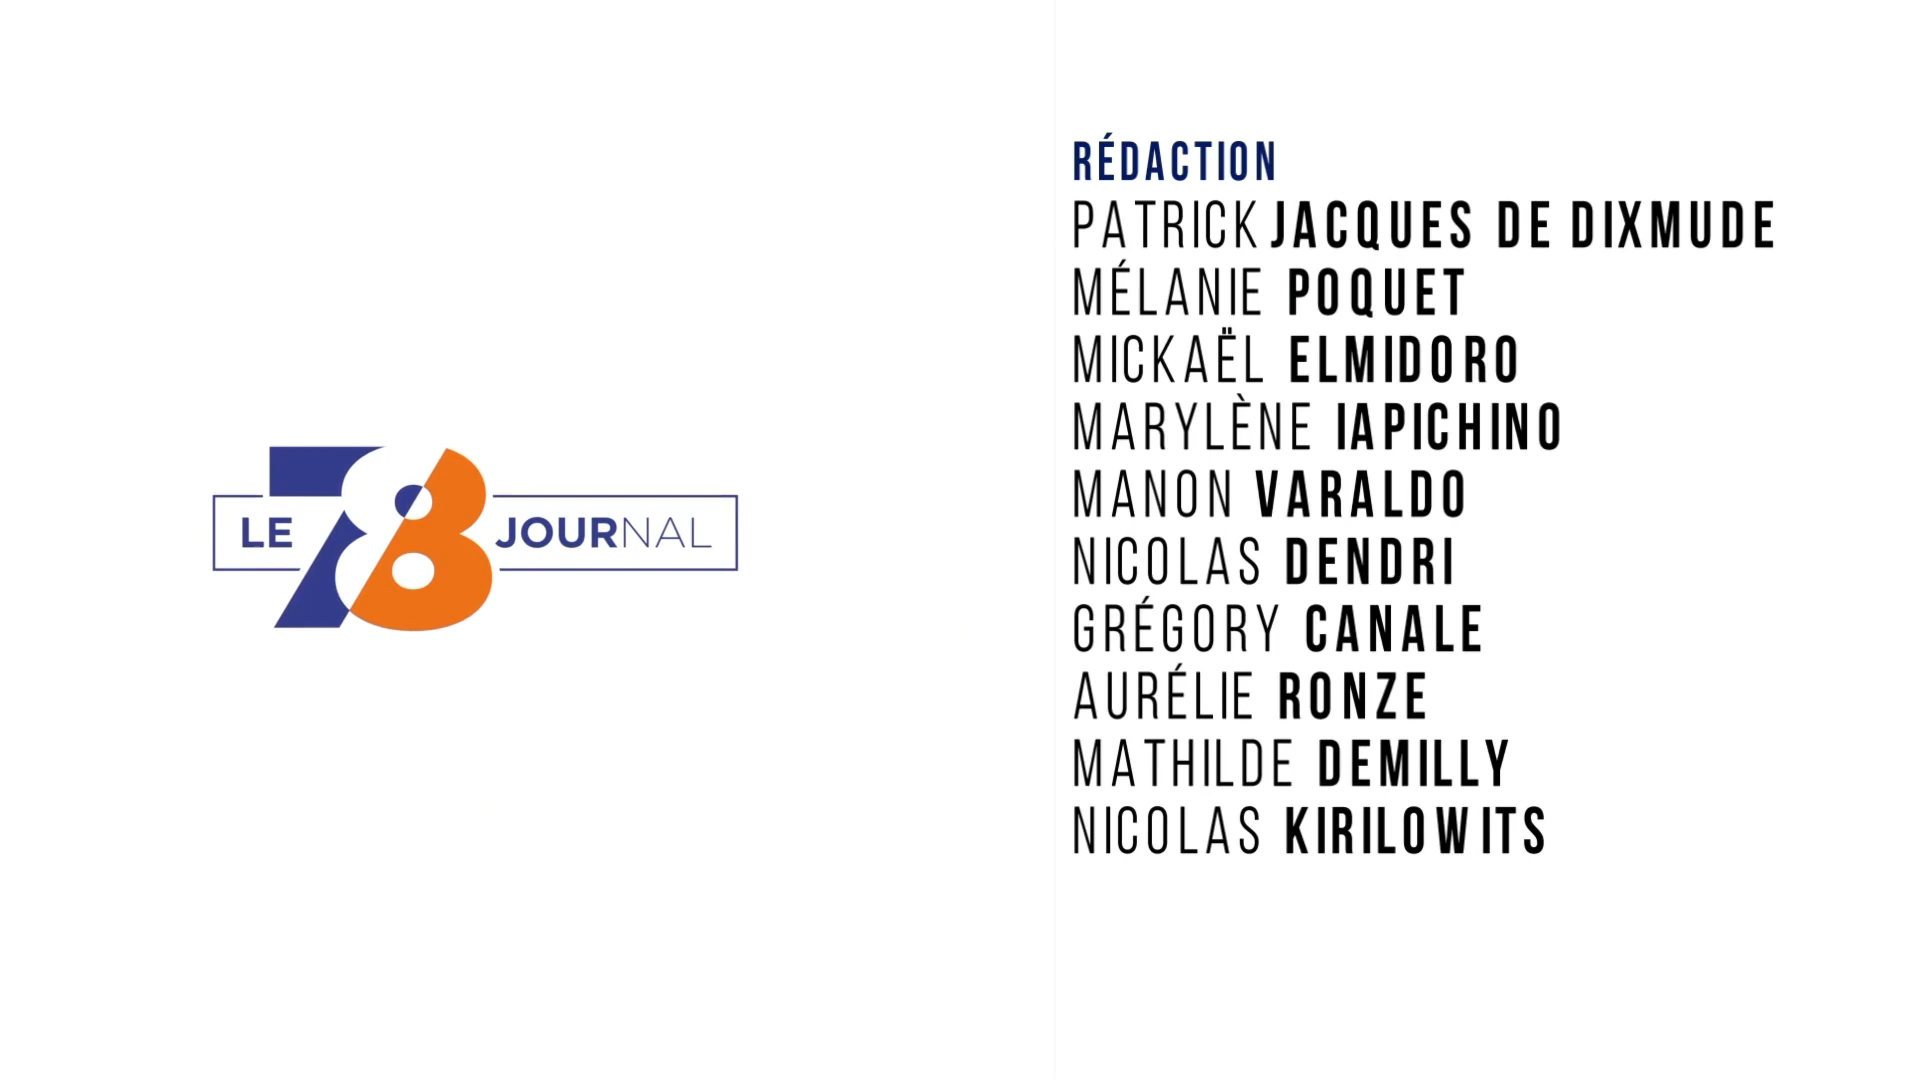 LE 78 JOURNAL
RÉDACTION
PATRICK JACQUES DE DIXMUDE
MÉLANIE POQUET
MICKAËL ELMIDORO
MARYLÈNE IAPICHINO
MANON VARALDO
NICOLAS DENDRI
GRÉGORY CANALE
AURÉLIE RONZE
MATHILDE DEMILLY
NICOLAS KIRILOWITS